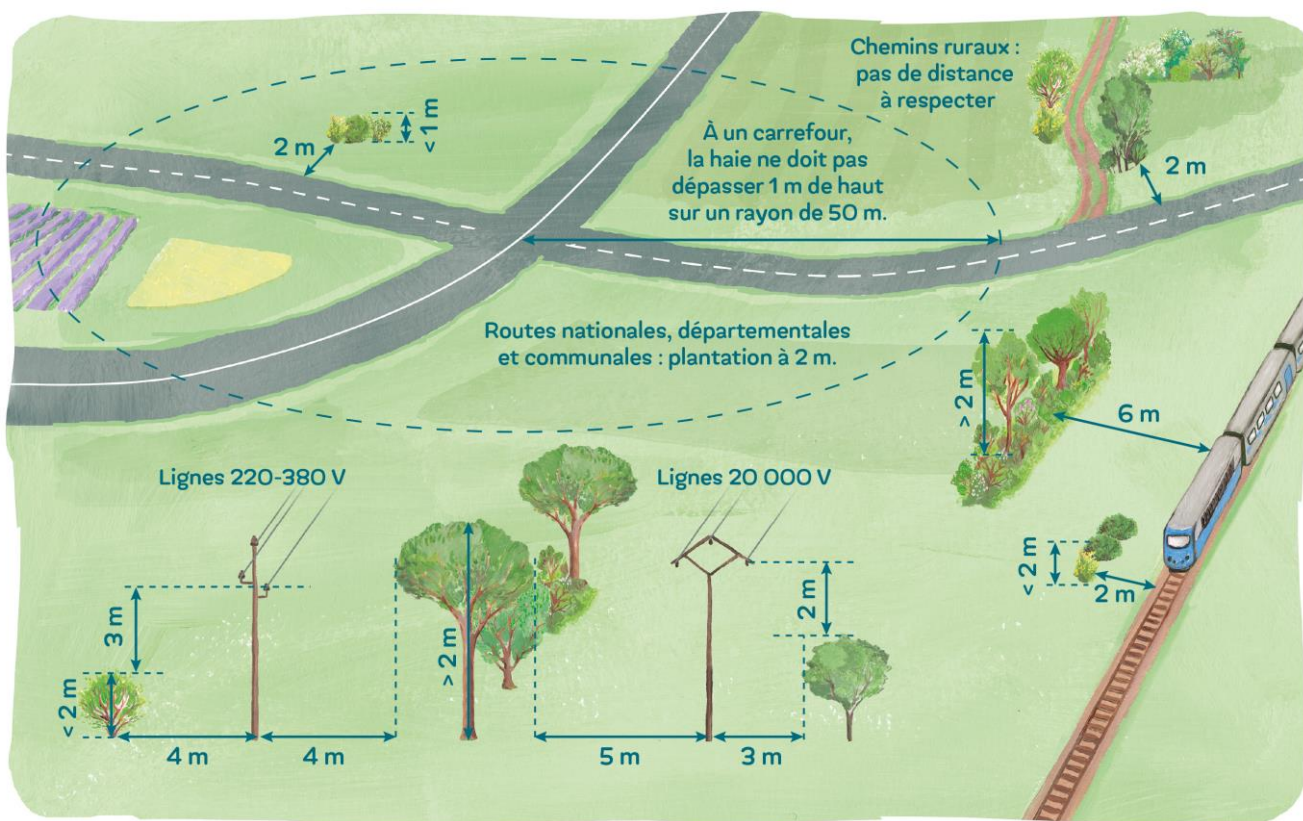 Chemins ruraux :
pas de distance
à respecter
< 1 m
2 m
À un carrefour,
la haie ne doit pas
dépasser 1 m de haut
sur un rayon de 50 m.
2 m
Routes nationales, départementales
et communales : plantation à 2 m.
> 2 m
6 m
Lignes 220-380 V
Lignes 20 000 V
< 2 m
2 m
3 m
2 m
> 2 m
< 2 m
4 m
4 m
5 m
3 m